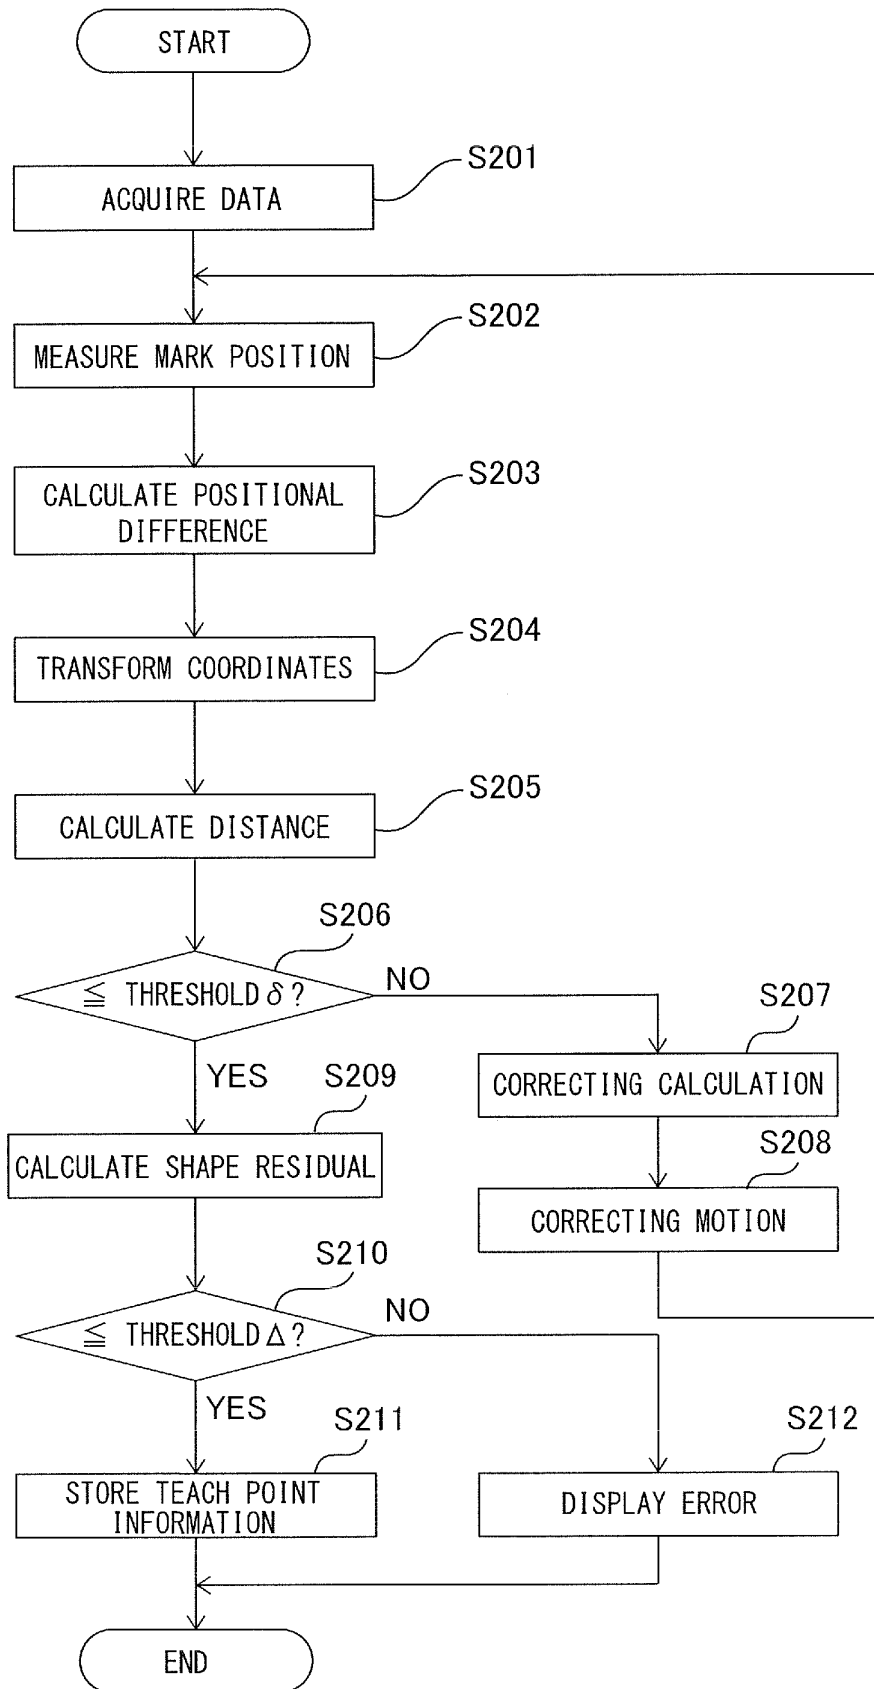 START
S201
ACQUIRE DATA
S202
MEASURE MARK POSITION
S203
CALCULATE POSITIONAL
DIFFERENCE
S204
TRANSFORM COORDINATES
S205
CALCULATE DISTANCE
S206
≦ THRESHOLD δ?
NO
YES
S207
CORRECTING CALCULATION
S208
CORRECTING MOTION
S209
CALCULATE SHAPE RESIDUAL
S210
≦ THRESHOLD Δ?
NO
YES
S211
STORE TEACH POINT
INFORMATION
S212
DISPLAY ERROR
END